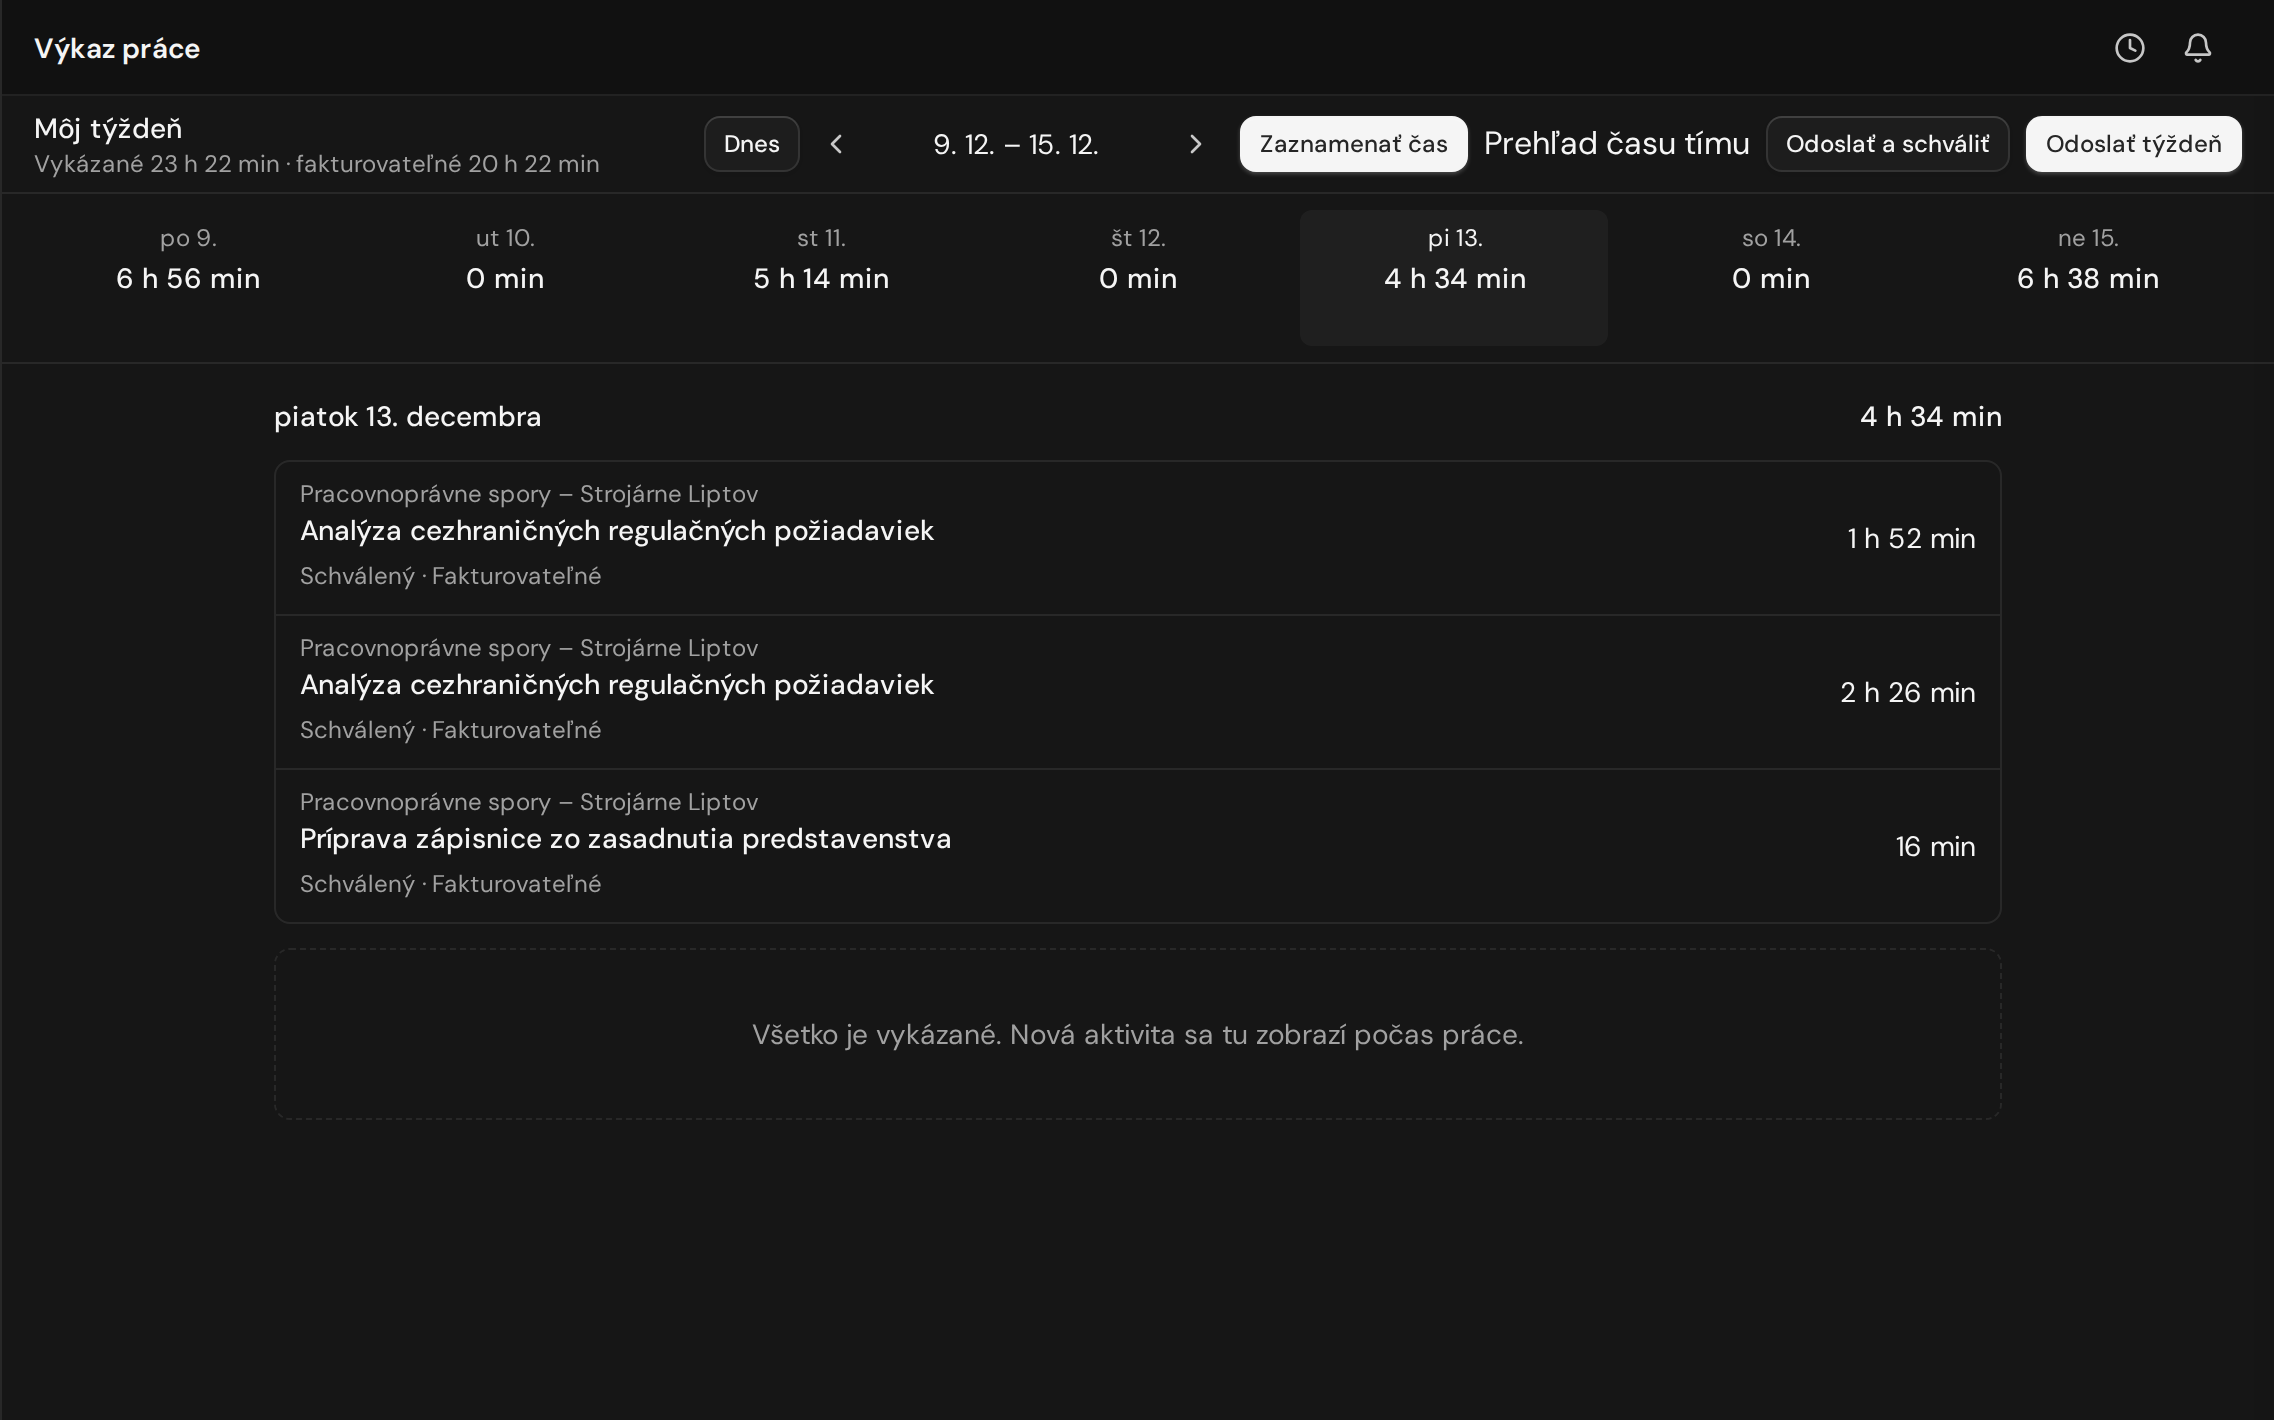 Výkaz práce
Môj týždeň
Vykázané 23 h 22 min · fakturovateľné 20 h 22 min
Dnes
9. 12. – 15. 12.
Zaznamenať čas
Prehľad času tímu
Odoslať a schváliť
Odoslať týždeň
po 9.
6 h 56 min
ut 10.
0 min
st 11.
5 h 14 min
št 12.
0 min
pi 13.
4 h 34 min
so 14.
0 min
ne 15.
6 h 38 min
piatok 13. decembra
4 h 34 min
Pracovnoprávne spory – Strojárne Liptov
Analýza cezhraničných regulačných požiadaviek
1 h 52 min
Schválený · Fakturovateľné
Pracovnoprávne spory – Strojárne Liptov
Analýza cezhraničných regulačných požiadaviek
2 h 26 min
Schválený · Fakturovateľné
Pracovnoprávne spory – Strojárne Liptov
Príprava zápisnice zo zasadnutia predstavenstva
16 min
Schválený · Fakturovateľné
Všetko je vykázané. Nová aktivita sa tu zobrazí počas práce.